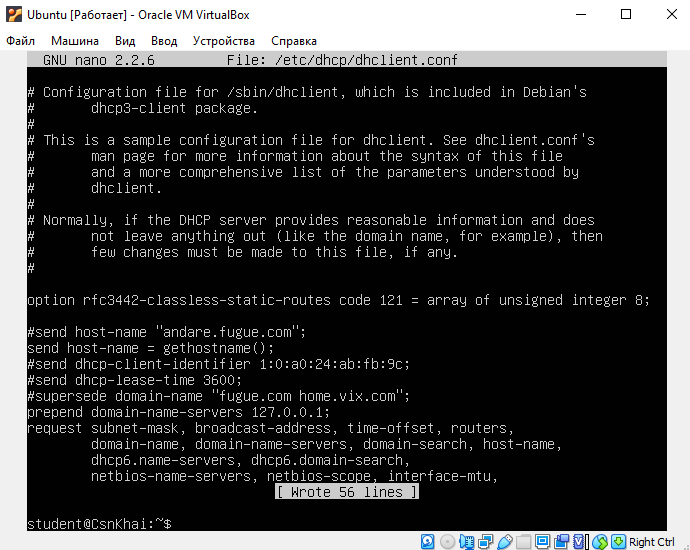 Ubuntu [Работает] - Oracle VM VirtualBox
Файл Машина Вид Ввод Устройства Справка
GNU nano 2.2.6 File: /etc/dhcp/dhclient.conf
# Configuration file for /sbin/dhclient, which is included in Debian's
# dhcp3-client package.
#
# This is a sample configuration file for dhclient. See dhclient.conf's
# man page for more information about the syntax of this file
# and a more comprehensive list of the parameters understood by
# dhclient.
#
# Normally, if the DHCP server provides reasonable information and does
# not leave anything out (like the domain name, for example), then
# few changes must be made to this file, if any.
#
option rfc3442-classless-static-routes code 121 = array of unsigned integer 8;
#send host-name "andare.fugue.com";
send host-name = gethostname();
#send dhcp-client-identifier 1:0:a0:24:ab:fb:9c;
#send dhcp-lease-time 3600;
#supersede domain-name "fugue.com home.vix.com";
prepend domain-name-servers 127.0.0.1;
request subnet-mask, broadcast-address, time-offset, routers,
domain-name, domain-name-servers, domain-search, host-name,
dhcp6.name-servers, dhcp6.domain-search,
netbios-name-servers, netbios-scope, interface-mtu,
[ Wrote 56 lines ]
student@CsnKhai:~$
Right Ctrl